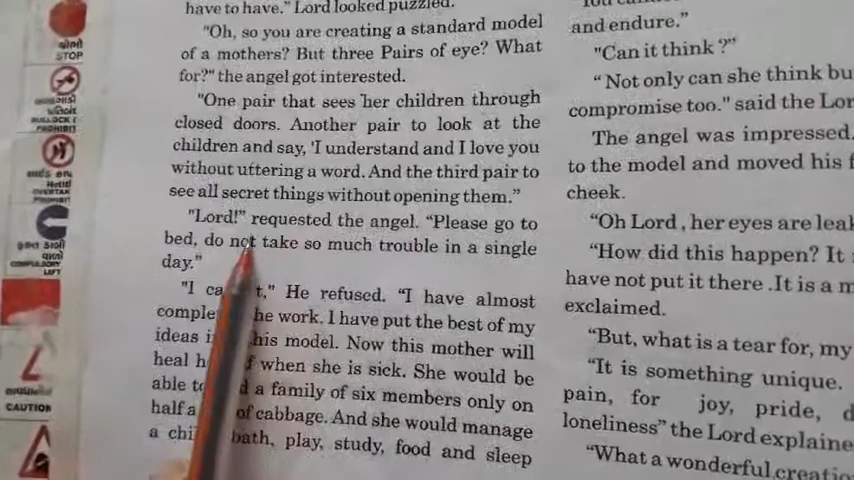 have to have." Lord looked puzzled.
"Oh, so you are creating a standard model
of a mothers? But three Pairs of eye? What
for?" the angel got interested.
"One pair that sees her children through
closed doors. Another pair to look at the
children and say, 'I understand and I love you
without uttering a word. And the third pair to
see all secret things without opening them."
"Lord!" requested the angel. "Please go to
bed, do not take so much trouble in a single
day."
"I ca t," He refused. "I have almost
comple he work. I have put the best of my
ideas i his model. Now this mother will
heal h f when she is sick. She would be
able to d a family of six members only on
half a of cabbage. And she would manage
a chi bath, play, study, food and sleep
and endure."
"Can it think ?"
"Not only can she think bu
compromise too." said the Lor
The angel was impressed.
to the model and moved his f
cheek.
"Oh Lord , her eyes are leak
"How did this happen? It
have not put it there .It is a m
exclaimed.
"But, what is a tear for, my
"It is something unique.
pain, for joy, pride, d
loneliness" the Lord explaine
"What a wonderful creatio
STOP
PROHIBIT
OVERTAK
PROHIBIT
COMPULSORY
LEFT
CAUTION